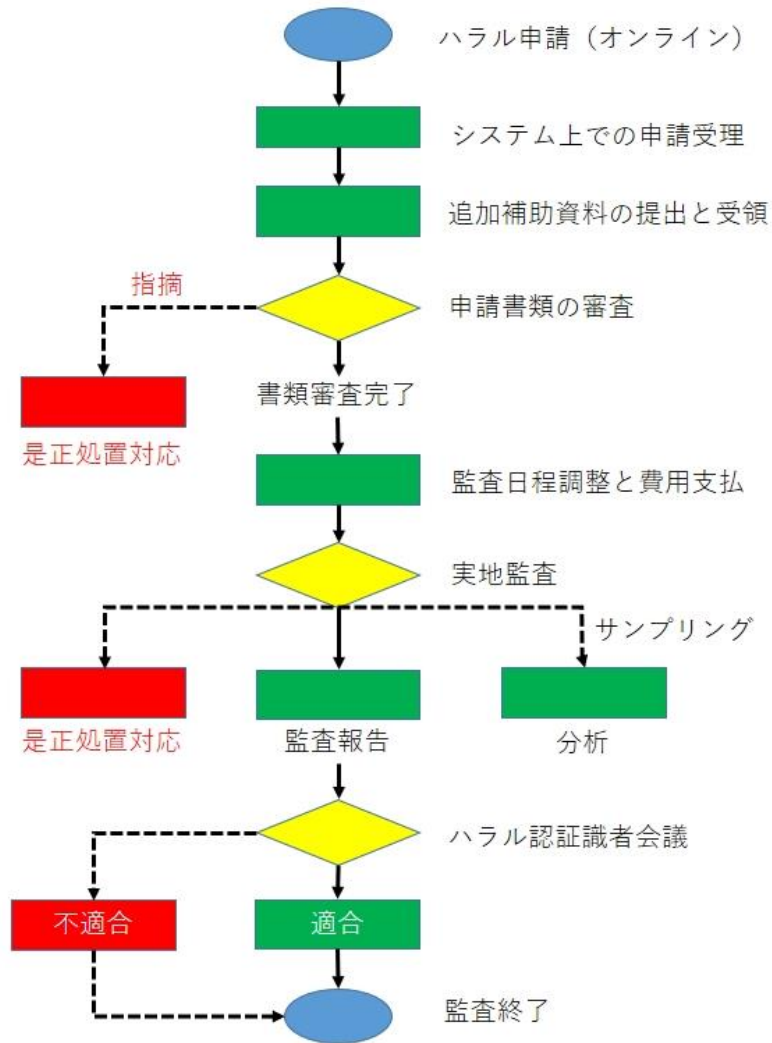 ハラル申請（オンライン）
システム上での申請受理
追加補助資料の提出と受領
指摘
申請書類の審査
書類審査完了
是正処置対応
監査日程調整と費用支払
実地監査
サンプリング
是正処置対応
監査報告
分析
ハラル認証識者会議
不適合
適合
監査終了